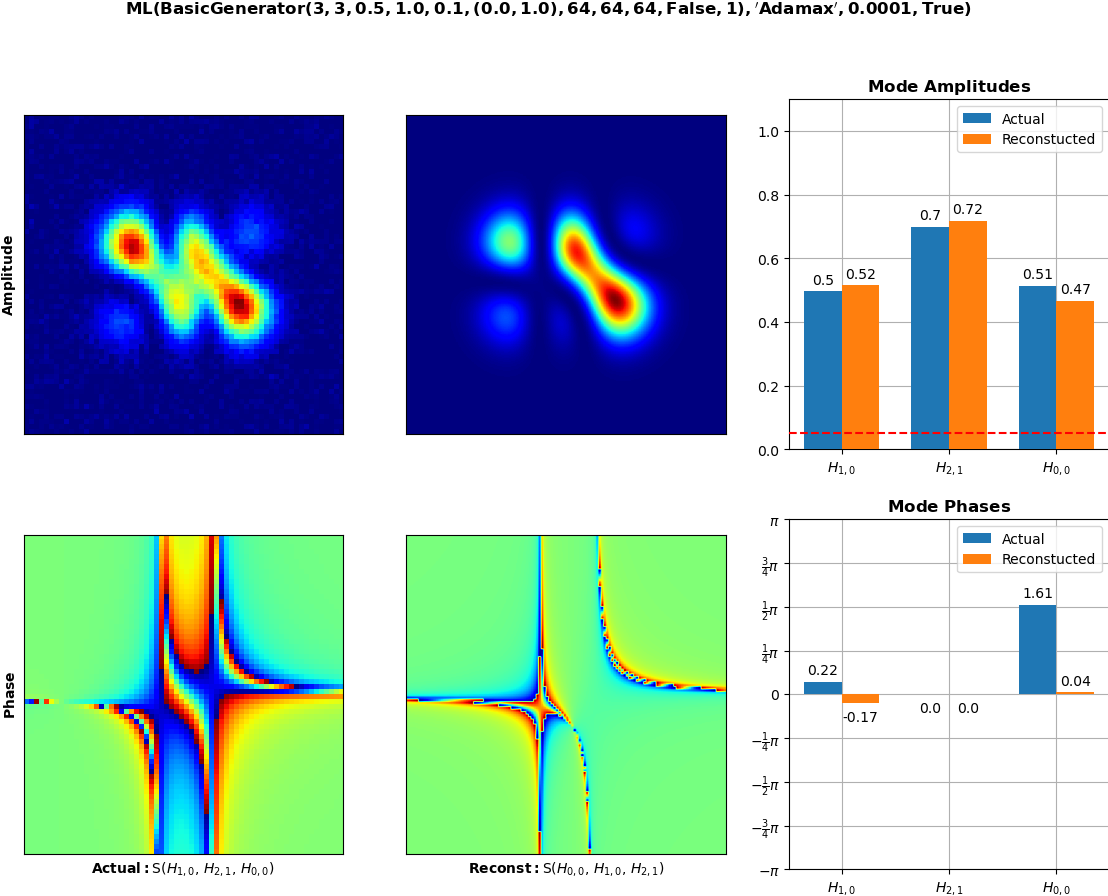 ML(BasicGenerator(3, 3, 0.5, 1.0, 0.1, (0.0, 1.0), 64, 64, 64, False, 1), ′Adamax′, 0.0001, True)
Amplitude
Mode Amplitudes
Actual
Reconstucted
1.0
0.8
0.6
0.4
0.2
0.0
0.5
0.52
0.7
0.72
0.51
0.47
H1,0
H2,1
H0,0
Phase
Actual: S(H1,0, H2,1, H0,0)
Reconst: S(H0,0, H1,0, H2,1)
Mode Phases
Actual
Reconstucted
π
3/4π
1/2π
1/4π
0
−1/4π
−1/2π
−3/4π
−π
0.22
-0.17
0.0
0.0
1.61
0.04
H1,0
H2,1
H0,0